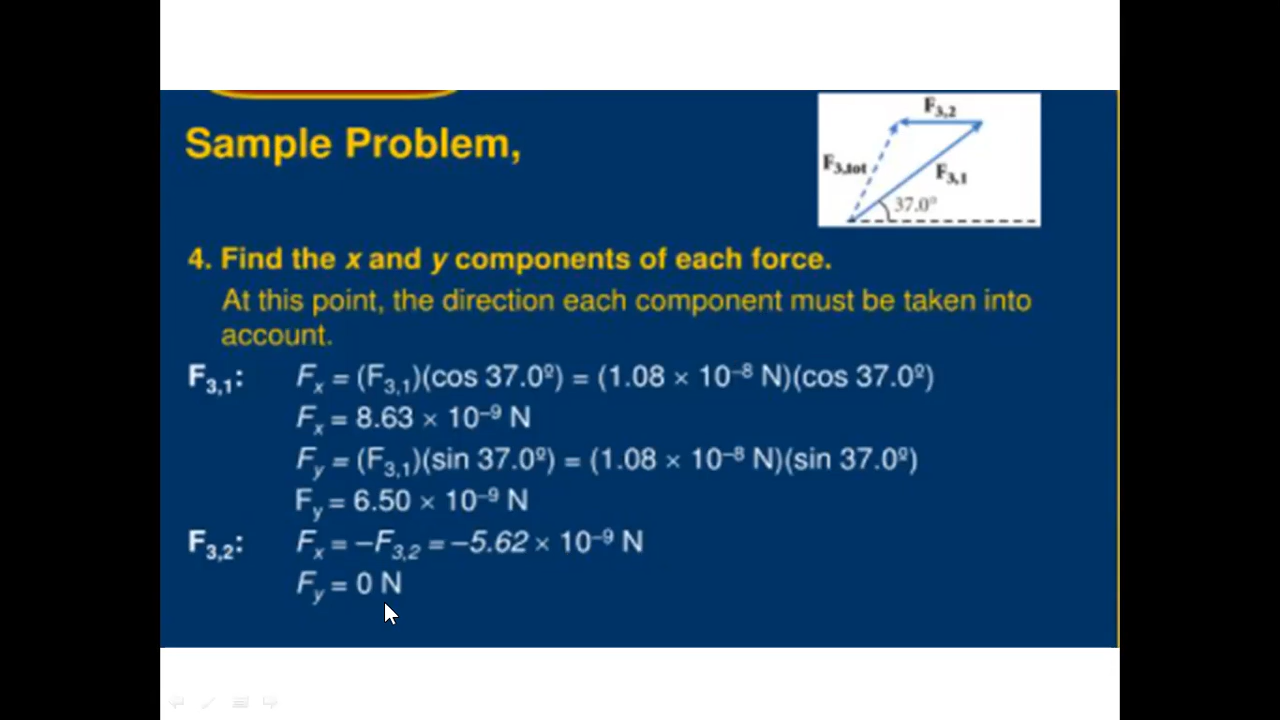 Sample Problem,
F3,2
F3,tot
F3,1
37.0°
4. Find the x and y components of each force.
At this point, the direction each component must be taken into
account.
F3,1: Fx = (F3,1)(cos 37.0º) = (1.08 × 10–8 N)(cos 37.0º)
Fx = 8.63 × 10–9 N
Fy = (F3,1)(sin 37.0º) = (1.08 × 10–8 N)(sin 37.0º)
Fy = 6.50 × 10–9 N
F3,2: Fx = –F3,2 = –5.62 × 10–9 N
Fy = 0 N